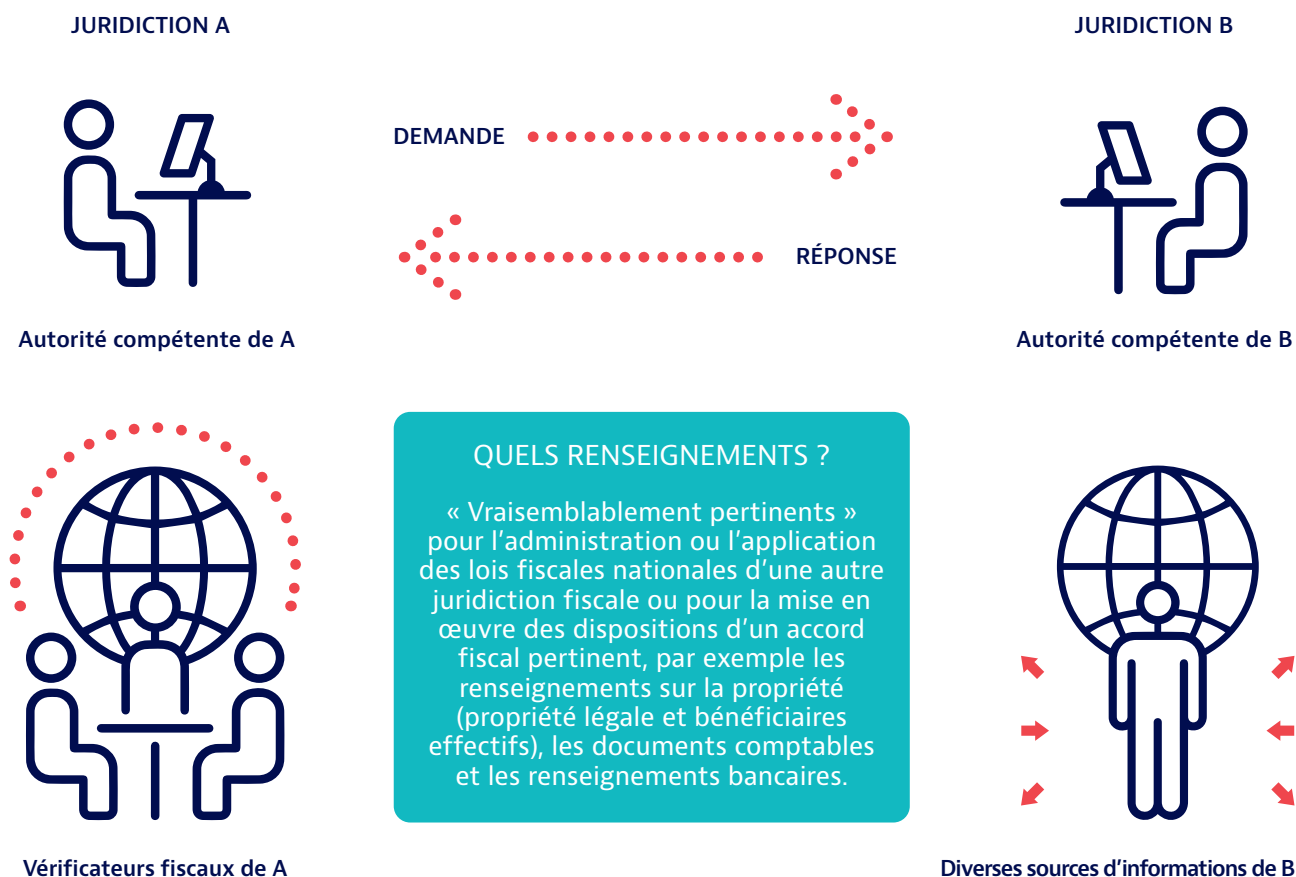 JURIDICTION A
JURIDICTION B
DEMANDE
RÉPONSE
Autorité compétente de A
Autorité compétente de B
QUELS RENSEIGNEMENTS ?
« Vraisemblablement pertinents »
pour l'administration ou l'application
des lois fiscales nationales d'une autre
juridiction fiscale ou pour la mise en
œuvre des dispositions d'un accord
fiscal pertinent, par exemple les
renseignements sur la propriété
(propriété légale et bénéficiaires
effectifs), les documents comptables
et les renseignements bancaires.
Vérificateurs fiscaux de A
Diverses sources d'informations de B